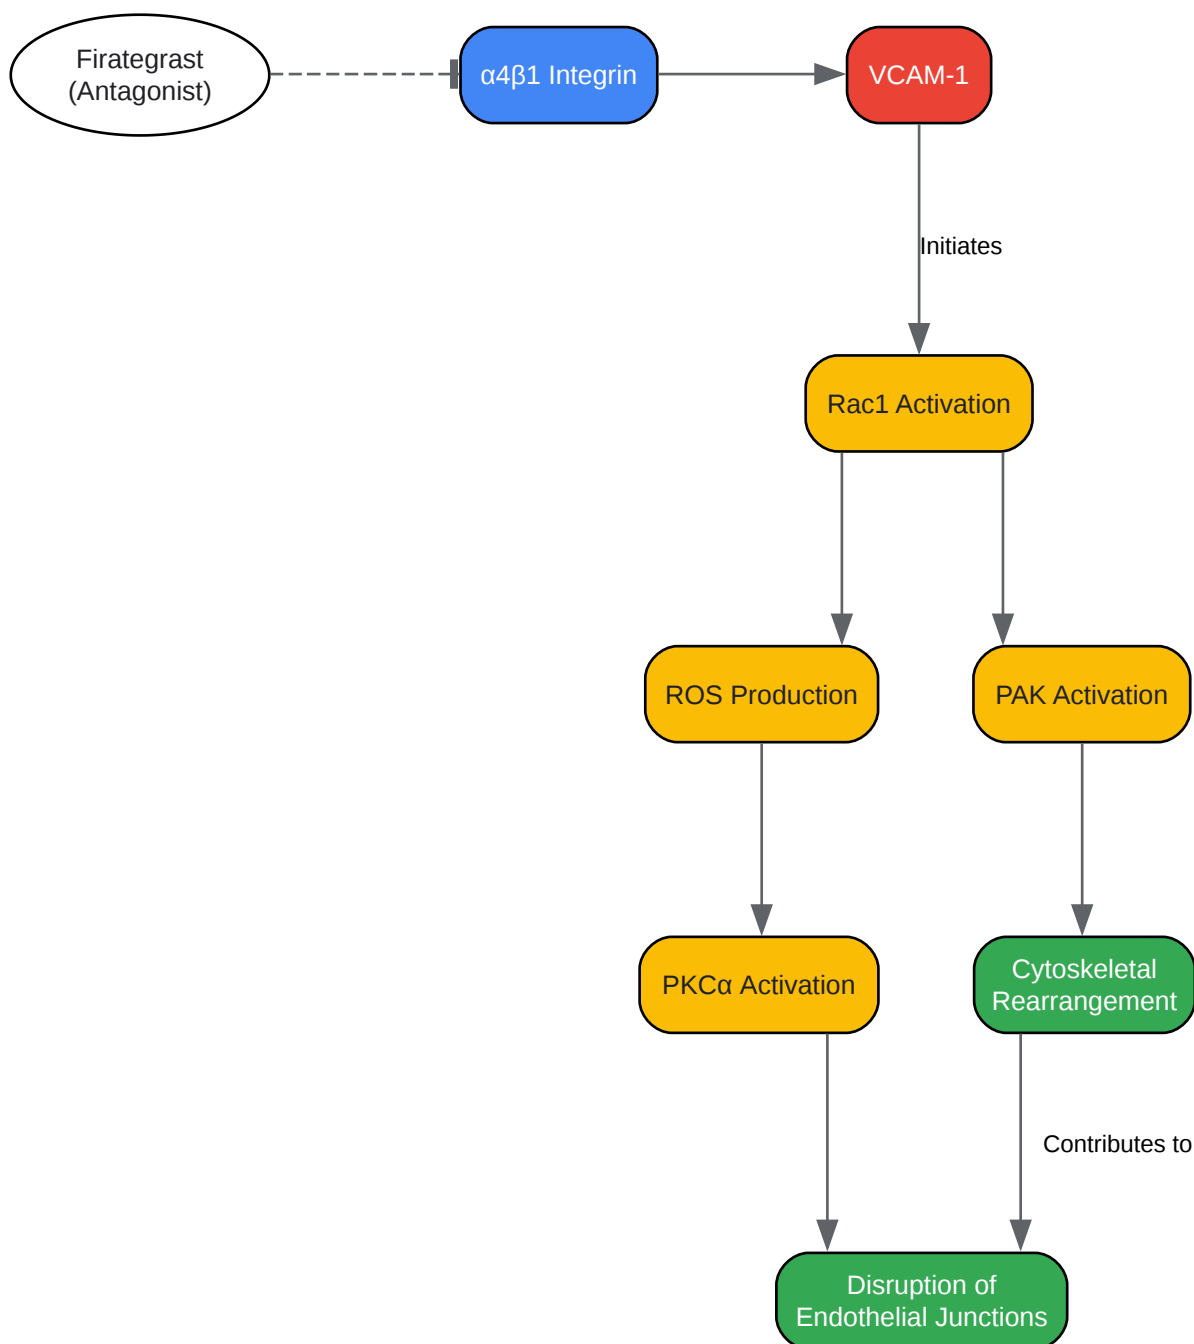 Firategrast
(Antagonist)
α4β1 Integrin
VCAM-1
Initiates
Rac1 Activation
ROS Production
PAK Activation
PKCα Activation
Cytoskeletal
Rearrangement
Contributes to
Disruption of
Endothelial Junctions